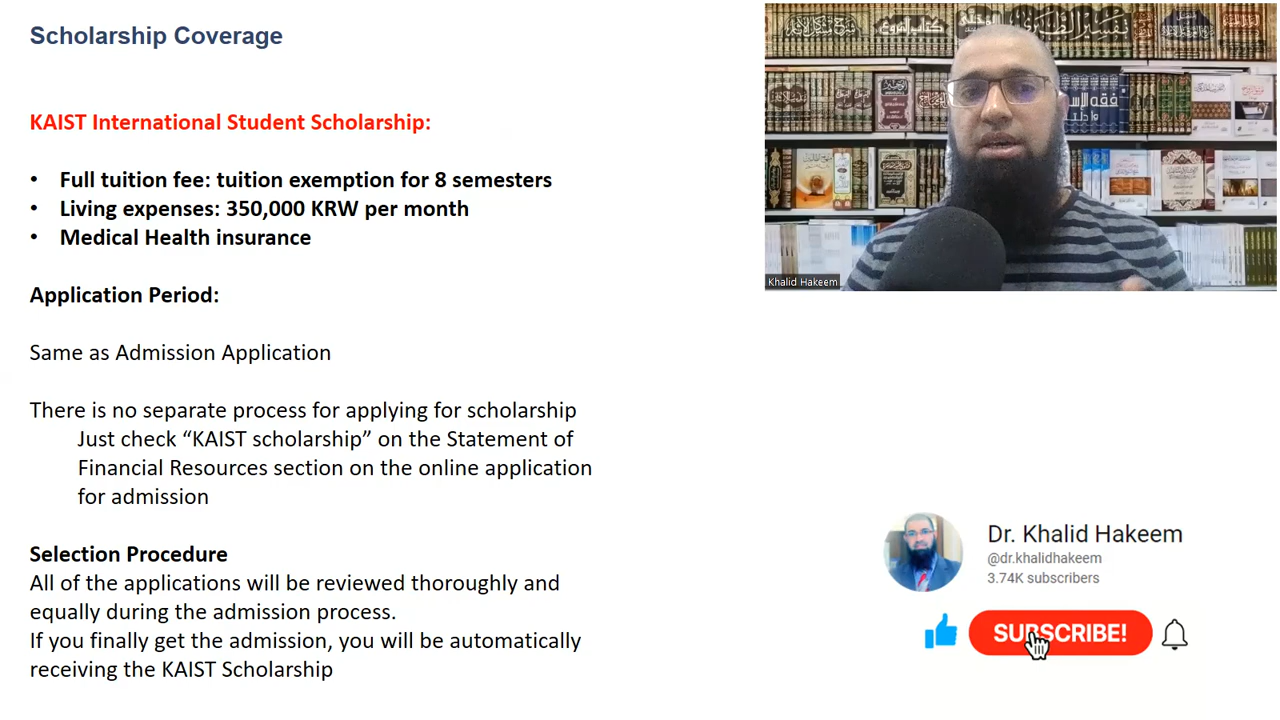 Scholarship Coverage
KAIST International Student Scholarship:
• Full tuition fee: tuition exemption for 8 semesters
• Living expenses: 350,000 KRW per month
• Medical Health insurance
Application Period:
Same as Admission Application
There is no separate process for applying for scholarship
Just check “KAIST scholarship” on the Statement of
Financial Resources section on the online application
for admission
Selection Procedure
All of the applications will be reviewed thoroughly and
equally during the admission process.
If you finally get the admission, you will be automatically
receiving the KAIST Scholarship
تفسير الطبري
Khalid Hakeem
Dr. Khalid Hakeem
@dr.khalidhakeem
3.74K subscribers
SUBSCRIBE!